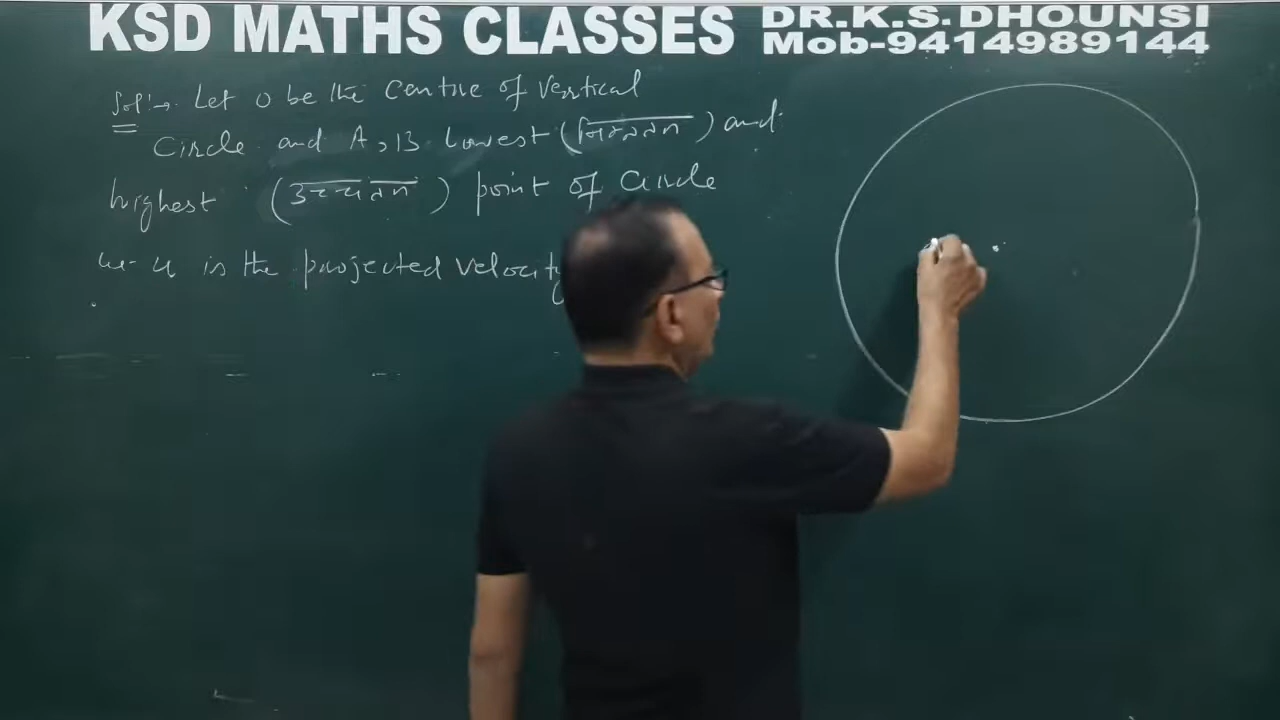 KSD MATHS CLASSES
DR.K.S.DHOUNSI
Mob-9414989144
Sol:→ Let O be the Centre of Vertical
Circle and A, B lowest (निम्नतम) and
highest (उच्चतम) point of Circle
u is the projected velocity